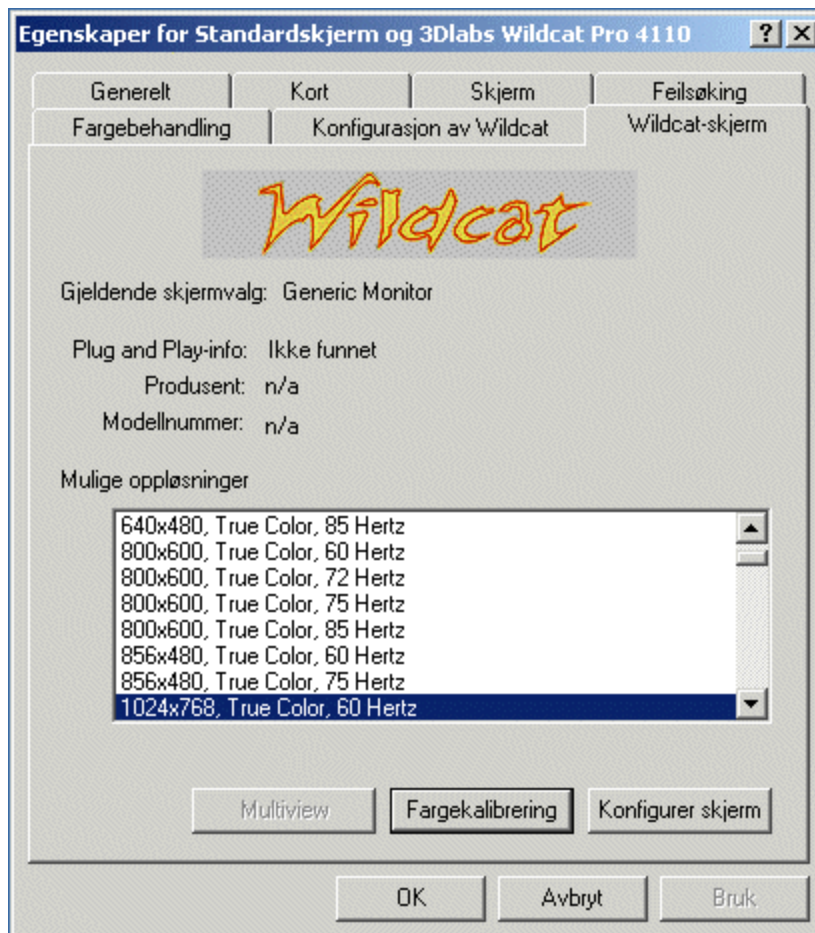 Egenskaper for Standardskjerm og 3Dlabs Wildcat Pro 4110
Generelt
Kort
Skjerm
Feilsøking
Fargebehandling
Konfigurasjon av Wildcat
Wildcat-skjerm
Wildcat
Gjeldende skjermvalg: Generic Monitor
Plug and Play-info: Ikke funnet
Produsent: n/a
Modellnummer: n/a
Mulige oppløsninger
640x480, True Color, 85 Hertz
800x600, True Color, 60 Hertz
800x600, True Color, 72 Hertz
800x600, True Color, 75 Hertz
800x600, True Color, 85 Hertz
856x480, True Color, 60 Hertz
856x480, True Color, 75 Hertz
1024x768, True Color, 60 Hertz
Multiview
Fargekalibrering
Konfigurer skjerm
OK
Avbryt
Bruk